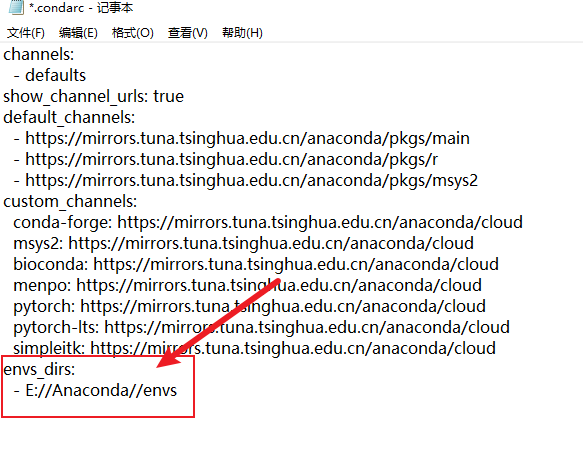 *.condarc - 记事本
文件(F) 编辑(E) 格式(O) 查看(V) 帮助(H)
channels:
  - defaults
show_channel_urls: true
default_channels:
  - https://mirrors.tuna.tsinghua.edu.cn/anaconda/pkgs/main
  - https://mirrors.tuna.tsinghua.edu.cn/anaconda/pkgs/r
  - https://mirrors.tuna.tsinghua.edu.cn/anaconda/pkgs/msys2
custom_channels:
  conda-forge: https://mirrors.tuna.tsinghua.edu.cn/anaconda/cloud
  msys2: https://mirrors.tuna.tsinghua.edu.cn/anaconda/cloud
  bioconda: https://mirrors.tuna.tsinghua.edu.cn/anaconda/cloud
  menpo: https://mirrors.tuna.tsinghua.edu.cn/anaconda/cloud
  pytorch: https://mirrors.tuna.tsinghua.edu.cn/anaconda/cloud
  pytorch-lts: https://mirrors.tuna.tsinghua.edu.cn/anaconda/cloud
  simpleitk: https://mirrors.tuna.tsinghua.edu.cn/anaconda/cloud
envs_dirs:
  - E://Anaconda//envs